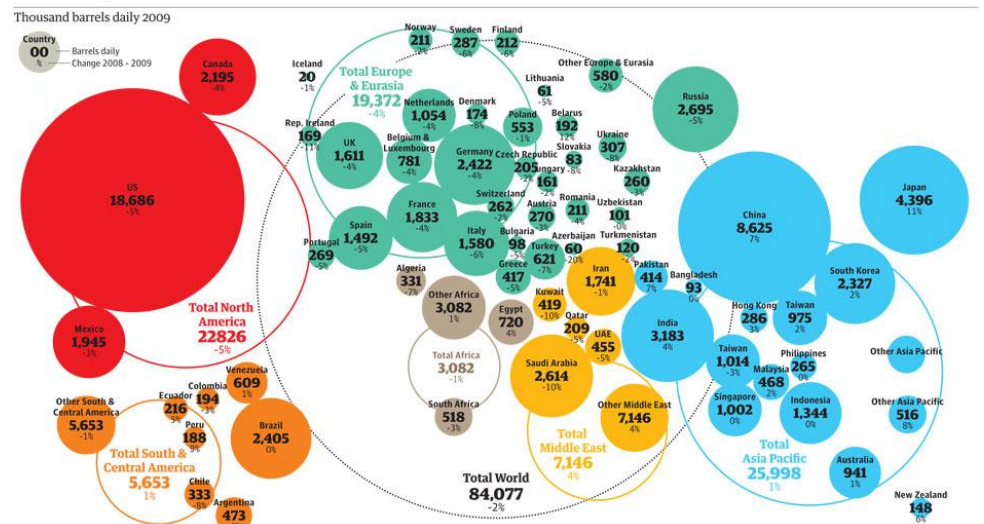 Thousand barrels daily 2009
Country
00
%
Barrels daily
Change 2008 - 2009
Canada
2,195
-4%
US
18,686
-5%
Mexico
1,945
-3%
Total North
America
22826
-5%
Venezuela
609
1%
Colombia
194
-3%
Ecuador
216
5%
Other South &
Central America
5,653
-1%
Peru
188
9%
Brazil
2,405
0%
Total South &
Central America
5,653
1%
Chile
333
-8%
Argentina
473
Norway
211
-2%
Sweden
287
-6%
Finland
212
-6%
Iceland
20
-1%
Total Europe
& Eurasia
19,372
-4%
Lithuania
61
-5%
Other Europe & Eurasia
580
-2%
Russia
2,695
-5%
Rep. Ireland
169
-11%
UK
1,611
-4%
Netherlands
1,054
-4%
Denmark
174
-8%
Belgium &
Luxembourg
781
-4%
Germany
2,422
-4%
Poland
553
-1%
Belarus
192
12%
Czech Republic
205
-2%
Slovakia
83
-8%
Ukraine
307
-8%
Kazakhstan
260
-3%
Hungary
161
-2%
Switzerland
262
-2%
Austria
270
-3%
Romania
211
-4%
Uzbekistan
101
-0%
France
1,833
-4%
Spain
1,492
-5%
Portugal
269
-5%
Italy
1,580
-6%
Bulgaria
98
-5%
Greece
417
-5%
Turkey
621
-7%
Azerbaijan
60
-20%
Turkmenistan
120
-2%
Algeria
331
-7%
Other Africa
3,082
1%
Egypt
720
4%
Total Africa
3,082
-1%
South Africa
518
-3%
Kuwait
419
-10%
Iran
1,741
-1%
Qatar
209
-5%
UAE
455
-5%
Saudi Arabia
2,614
-10%
Other Middle East
7,146
4%
Total
Middle East
7,146
4%
Total World
84,077
-2%
China
8,625
7%
Japan
4,396
11%
South Korea
2,327
2%
Pakistan
414
7%
Bangladesh
93
0%
India
3,183
4%
Hong Kong
286
3%
Taiwan
975
2%
Taiwan
1,014
-3%
Philippines
265
0%
Malaysia
468
2%
Singapore
1,002
0%
Indonesia
1,344
0%
Other Asia Pacific
Other Asia Pacific
516
8%
Total
Asia Pacific
25,998
1%
Australia
941
1%
New Zealand
148
6%